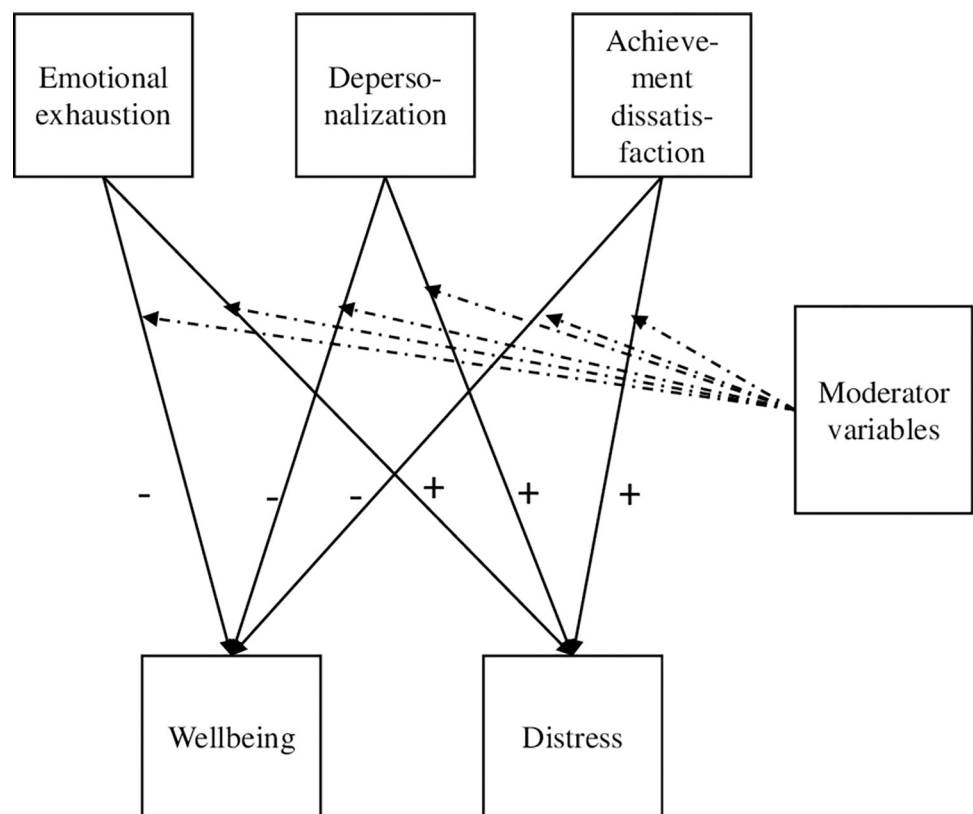 Emotional
exhaustion
Deperso-
nalization
Achieve-
ment
dissatis-
faction
Moderator
variables
-
-
-
+
+
+
Wellbeing
Distress